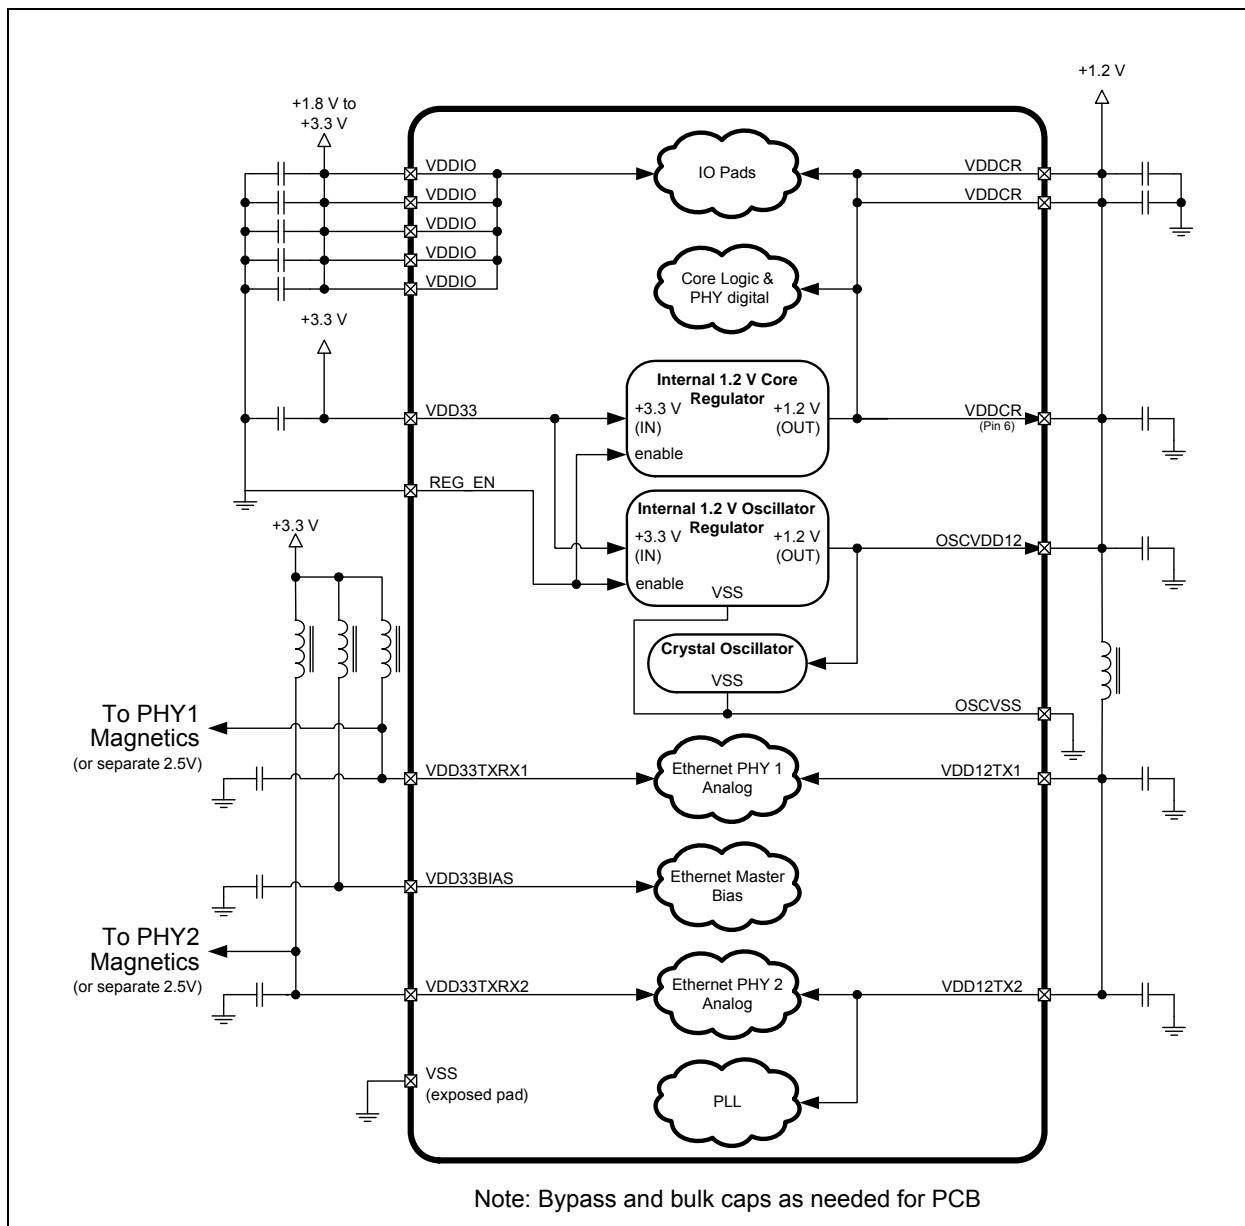 +1.2 V
+1.8 V to
+3.3 V
VDDIO
VDDIO
VDDIO
VDDIO
VDDIO
IO Pads
VDDCR
VDDCR
Core Logic &
PHY digital
+3.3 V
VDD33
Internal 1.2 V Core
Regulator
+3.3 V
(IN)
+1.2 V
(OUT)
enable
VDDCR
(Pin 6)
REG_EN
Internal 1.2 V Oscillator
Regulator
+3.3 V
(IN)
+1.2 V
(OUT)
enable
VSS
OSCVDD12
+3.3 V
Crystal Oscillator
VSS
OSCVSS
To PHY1
Magnetics
(or separate 2.5V)
VDD33TXRX1
Ethernet PHY 1
Analog
VDD12TX1
VDD33BIAS
Ethernet Master
Bias
To PHY2
Magnetics
(or separate 2.5V)
VDD33TXRX2
Ethernet PHY 2
Analog
VDD12TX2
VSS
(exposed pad)
PLL
Note: Bypass and bulk caps as needed for PCB